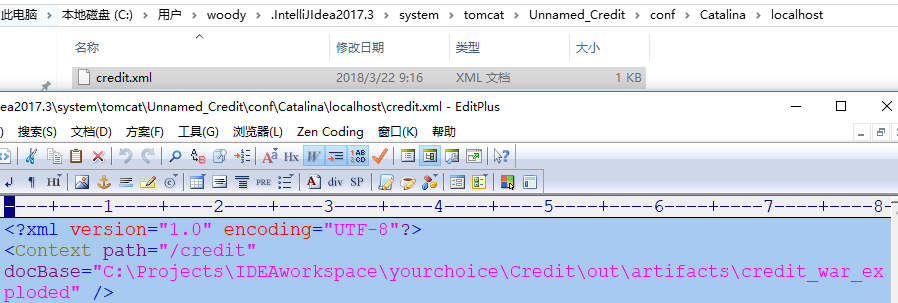 此电脑 > 本地磁盘 (C:) > 用户 > woody > .IntelliJIdea2017.3 > system > tomcat > Unnamed_Credit > conf > Catalina > localhost
名称 修改日期 类型 大小
credit.xml 2018/3/22 9:16 XML 文档 1 KB
ea2017.3\system\tomcat\Unnamed_Credit\conf\Catalina\localhost\credit.xml - EditPlus
搜索(S) 文档(D) 方案(F) 工具(G) 浏览器(L) Zen Coding 窗口(K) 帮助
Hx W
HI PRE A div SP
----+----1----+----2----+----3----+----4----+----5----+----6----+----7----+----8-
<?xml version="1.0" encoding="UTF-8"?>
<Context path="/credit"
docBase="C:\Projects\IDEAworkspace\yourchoice\Credit\out\artifacts\credit_war_ex
ploded" />